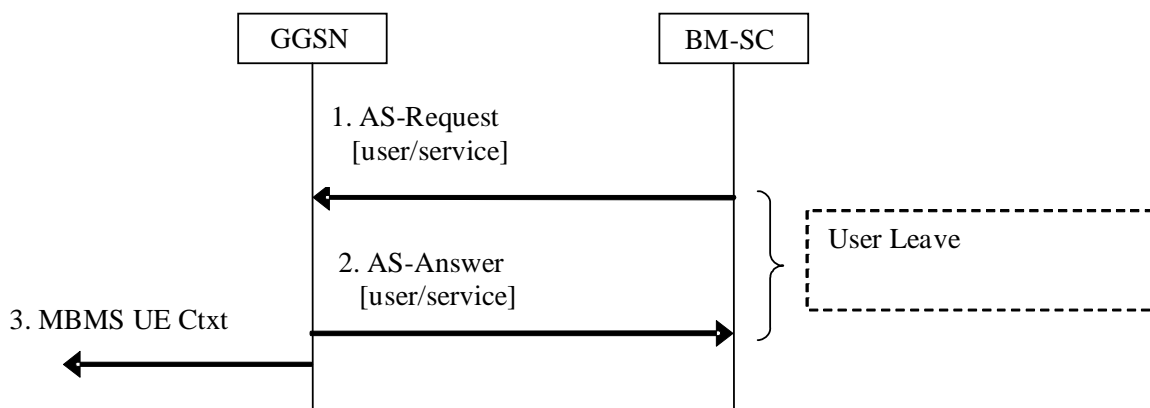 GGSN
BM-SC
1. AS-Request
[user/service]
User Leave
2. AS-Answer
[user/service]
3. MBMS UE Ctxt